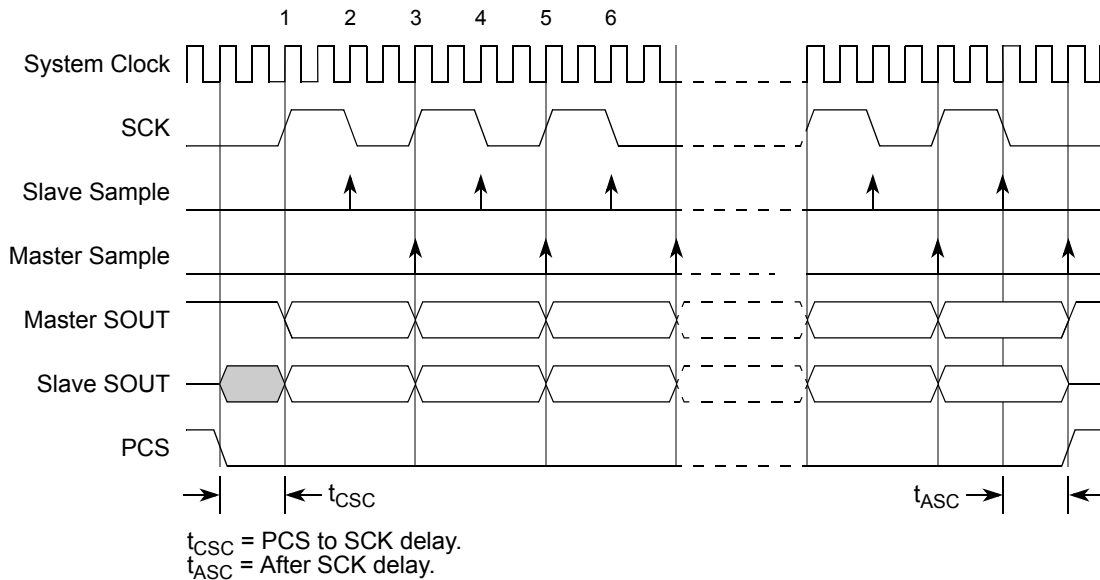 1 2 3 4 5 6
System Clock
SCK
Slave Sample
Master Sample
Master SOUT
Slave SOUT
PCS
tCSC tASC
tCSC = PCS to SCK delay.
tASC = After SCK delay.